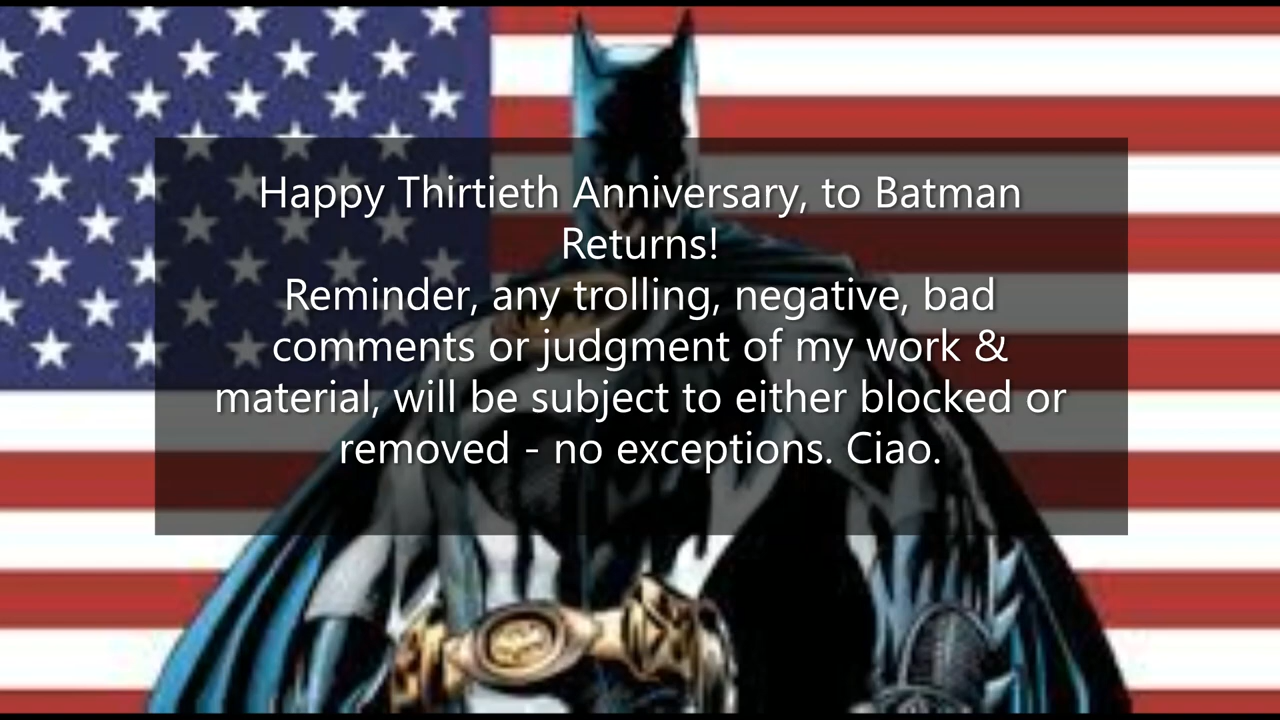 Happy Thirtieth Anniversary, to Batman
Returns!
Reminder, any trolling, negative, bad
comments or judgment of my work &
material, will be subject to either blocked or
removed - no exceptions. Ciao.